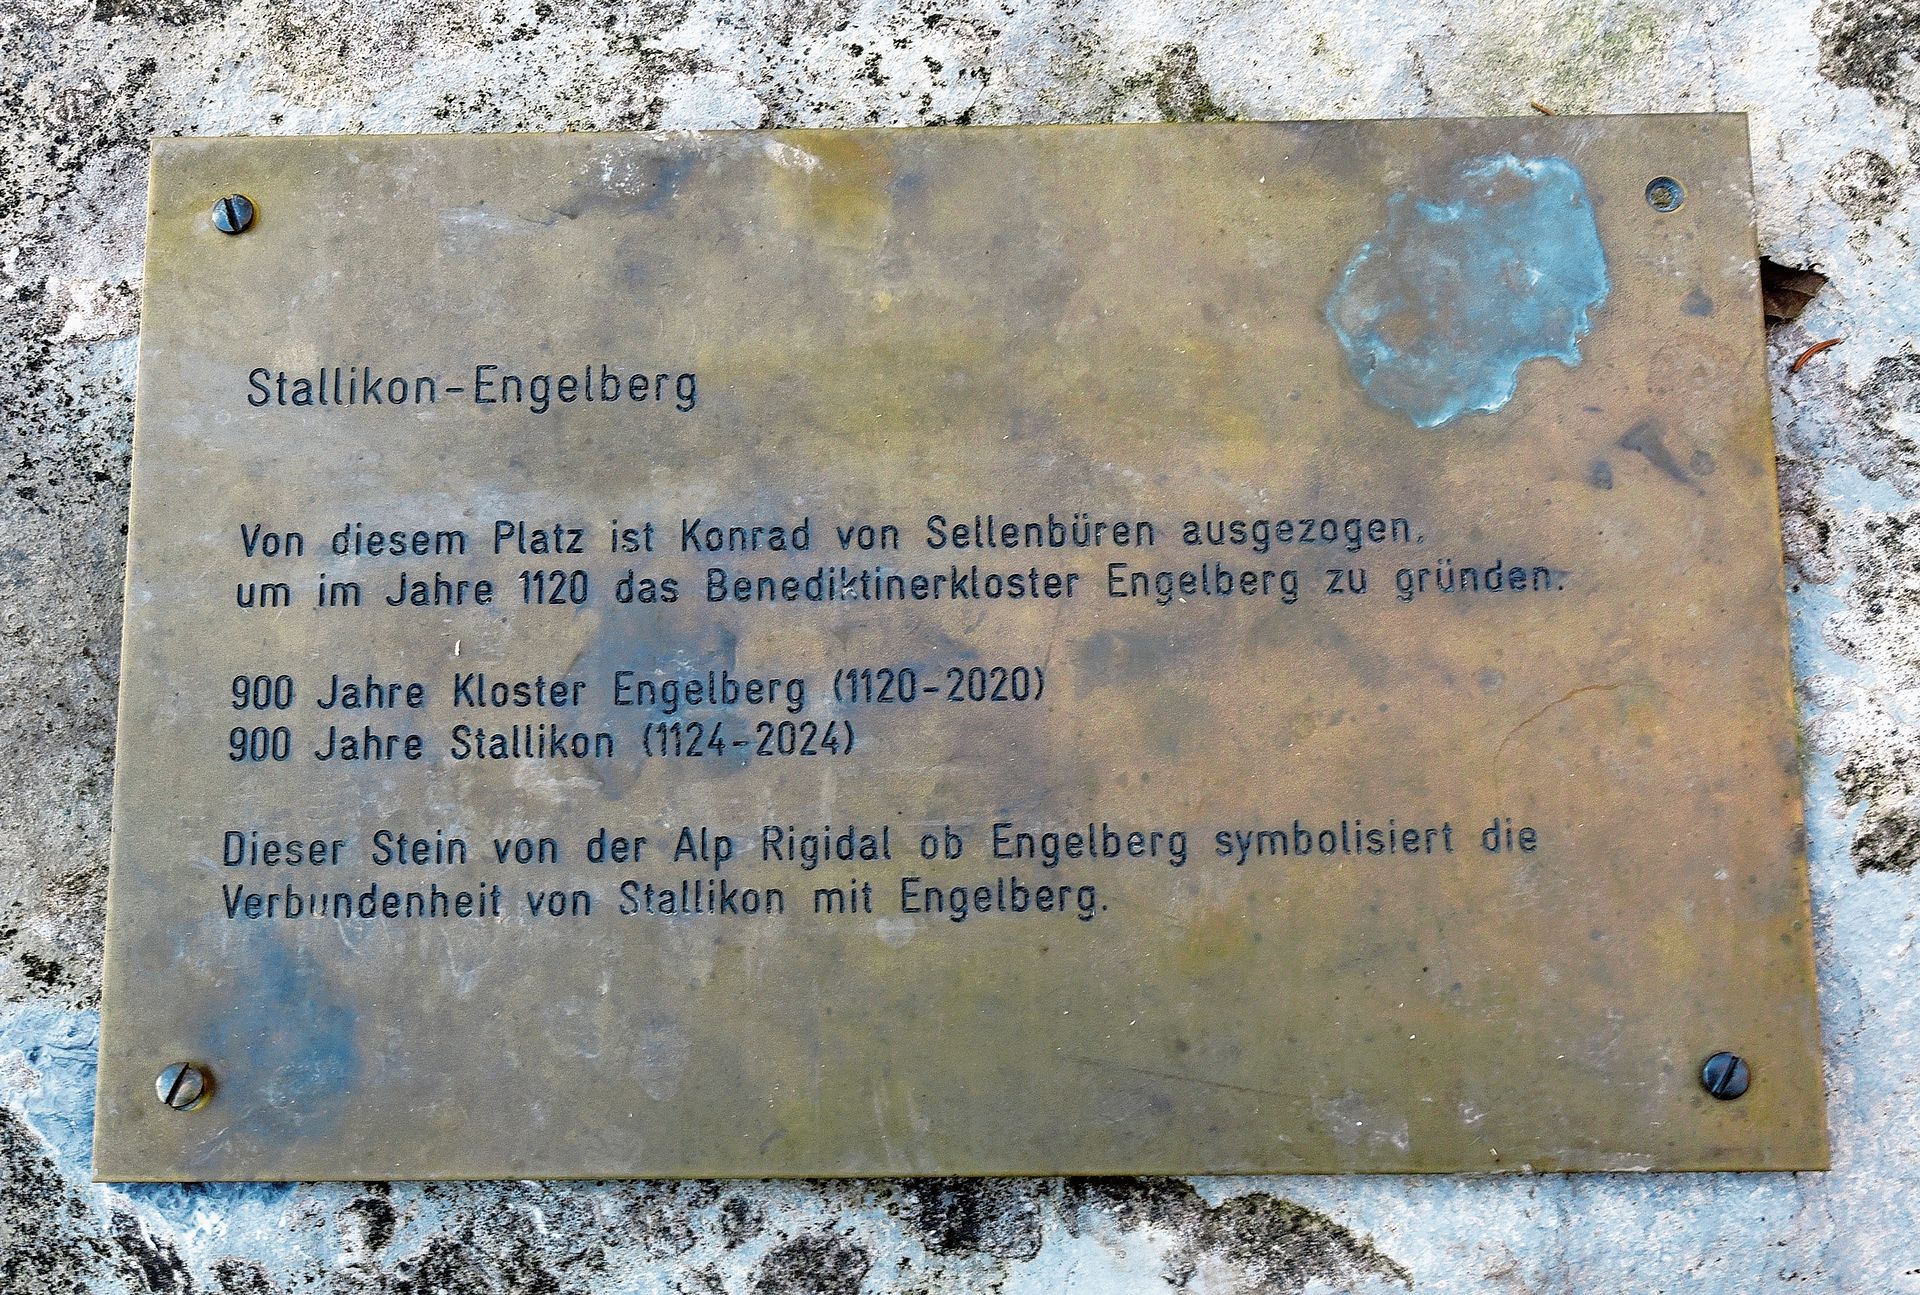 Stallikon-Engelberg
Von diesem Platz ist Konrad von Sellenbüren ausgezogen,
um im Jahre 1120 das Benediktinerkloster Engelberg zu gründen.
900 Jahre Kloster Engelberg (1120-2020)
900 Jahre Stallikon (1124-2024)
Dieser Stein von der Alp Rigidal ob Engelberg symbolisiert die
Verbundenheit von Stallikon mit Engelberg.